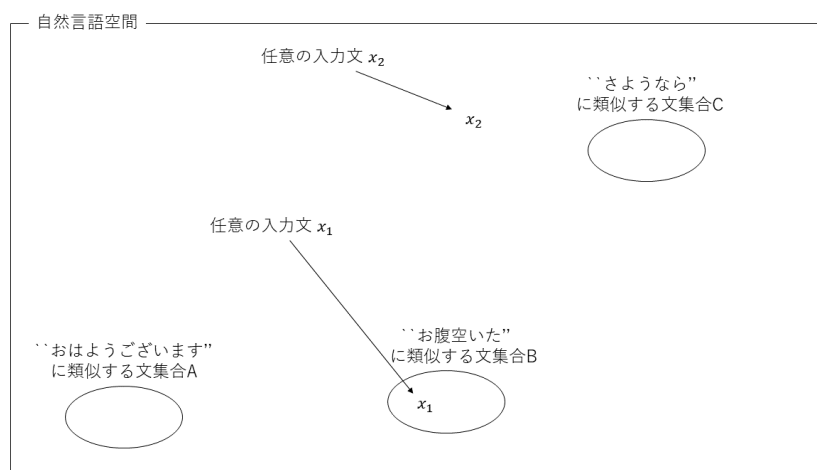 自然言語空間
任意の入力文 x₂
x₂
``さようなら”
に類似する文集合C
任意の入力文 x₁
``お腹空いた”
に類似する文集合B
``おはようございます”
に類似する文集合A
x₁